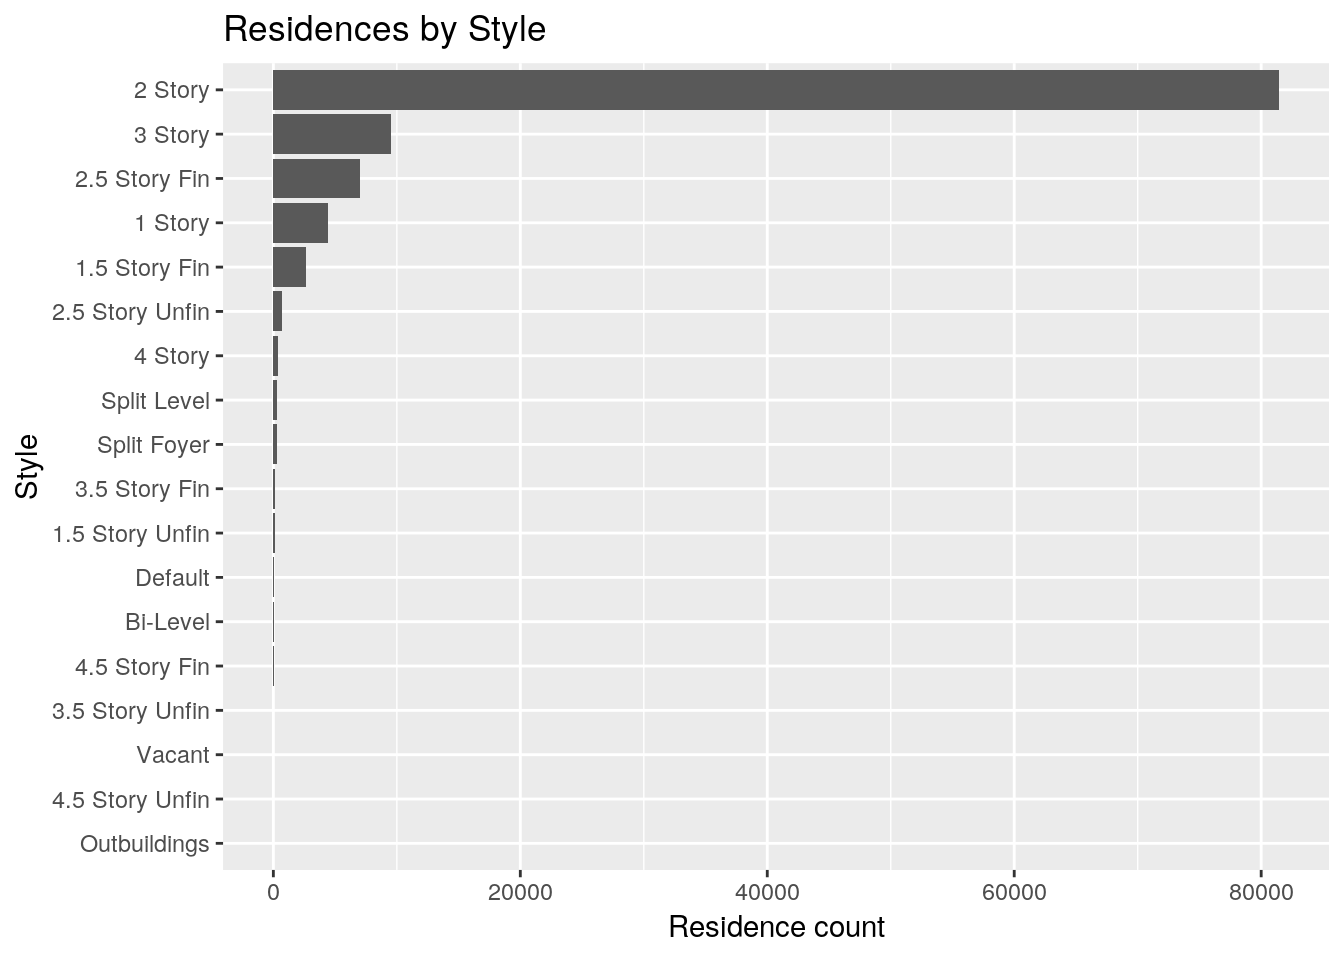 Residences by Style
2 Story
3 Story
2.5 Story Fin
1 Story
1.5 Story Fin
2.5 Story Unfin
4 Story
Split Level
Split Foyer
3.5 Story Fin
1.5 Story Unfin
Default
Bi-Level
4.5 Story Fin
3.5 Story Unfin
Vacant
4.5 Story Unfin
Outbuildings
Style
0 20000 40000 60000 80000
Residence count